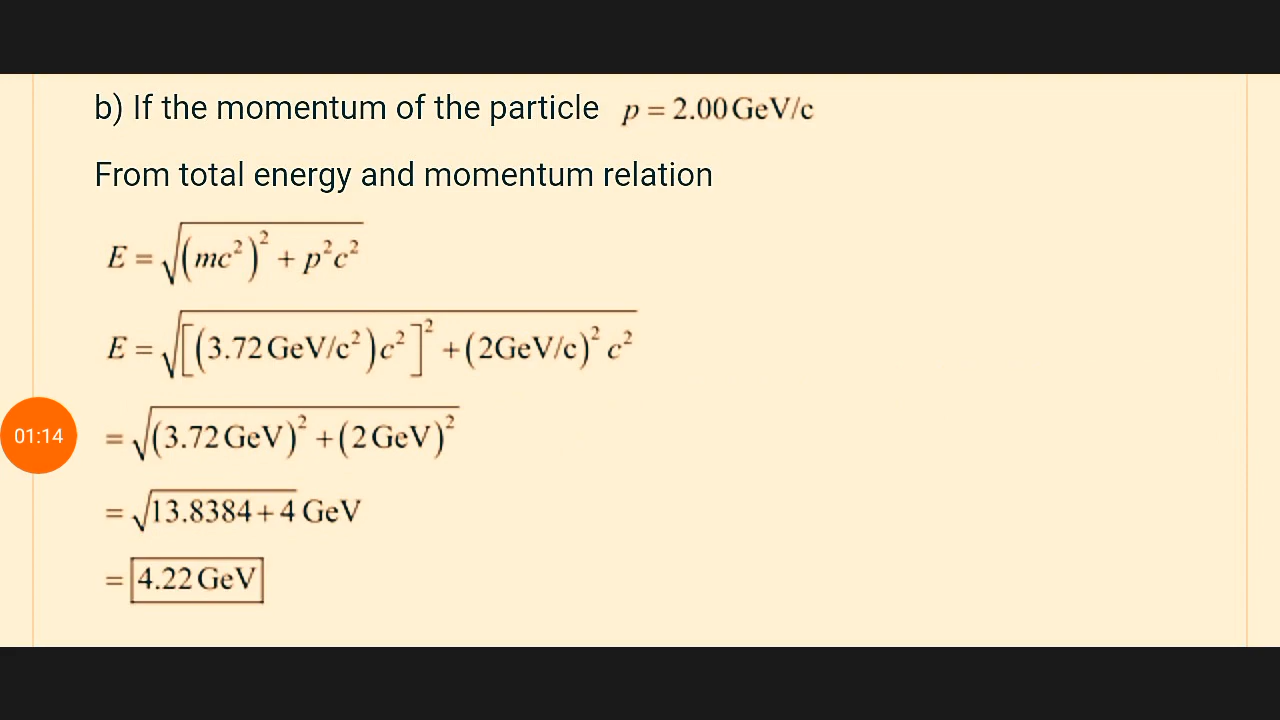 b) If the momentum of the particle p = 2.00 GeV/c
From total energy and momentum relation
E = √((mc²)² + p²c²)
E = √([(3.72 GeV/c²)c²]² + (2GeV/c)² c²)
01:14
= √((3.72 GeV)² + (2 GeV)²)
= √(13.8384 + 4) GeV
= 4.22 GeV